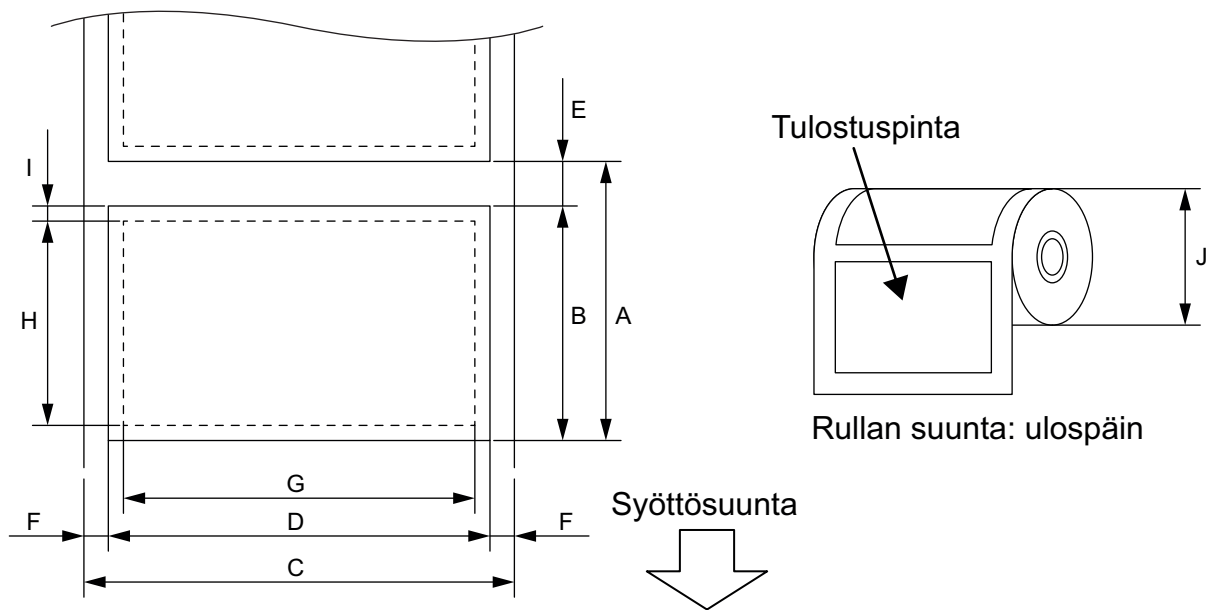 E
I
Tulostuspinta
H
B
A
J
Rullan suunta: ulospäin
G
Syöttösuunta
F
D
F
C